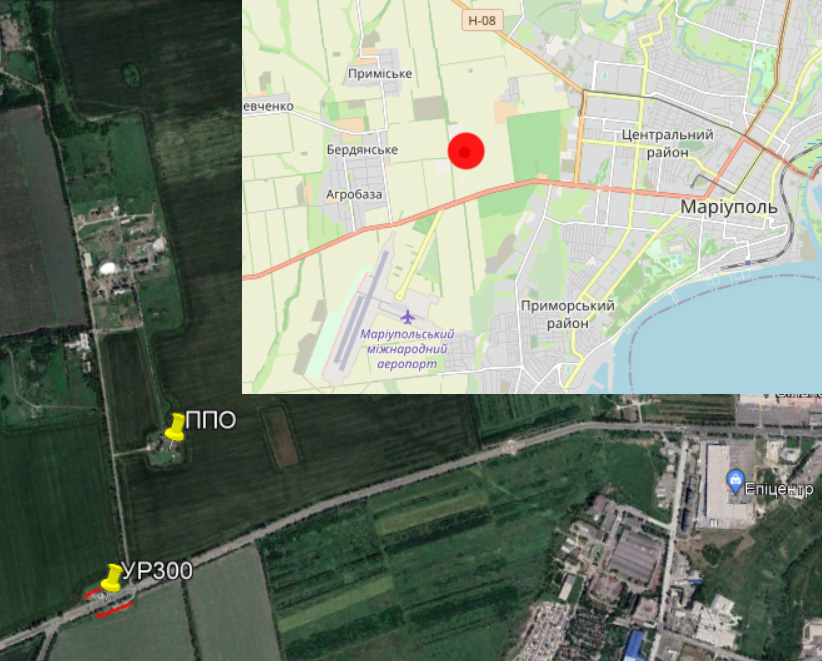 Н-08
Приміське
евченко
Бердянське
Агробаза
Центральний
район
Маріуполь
Приморський
район
Маріупольський
міжнародний
аеропорт
ППО
Епіцентр
УР300